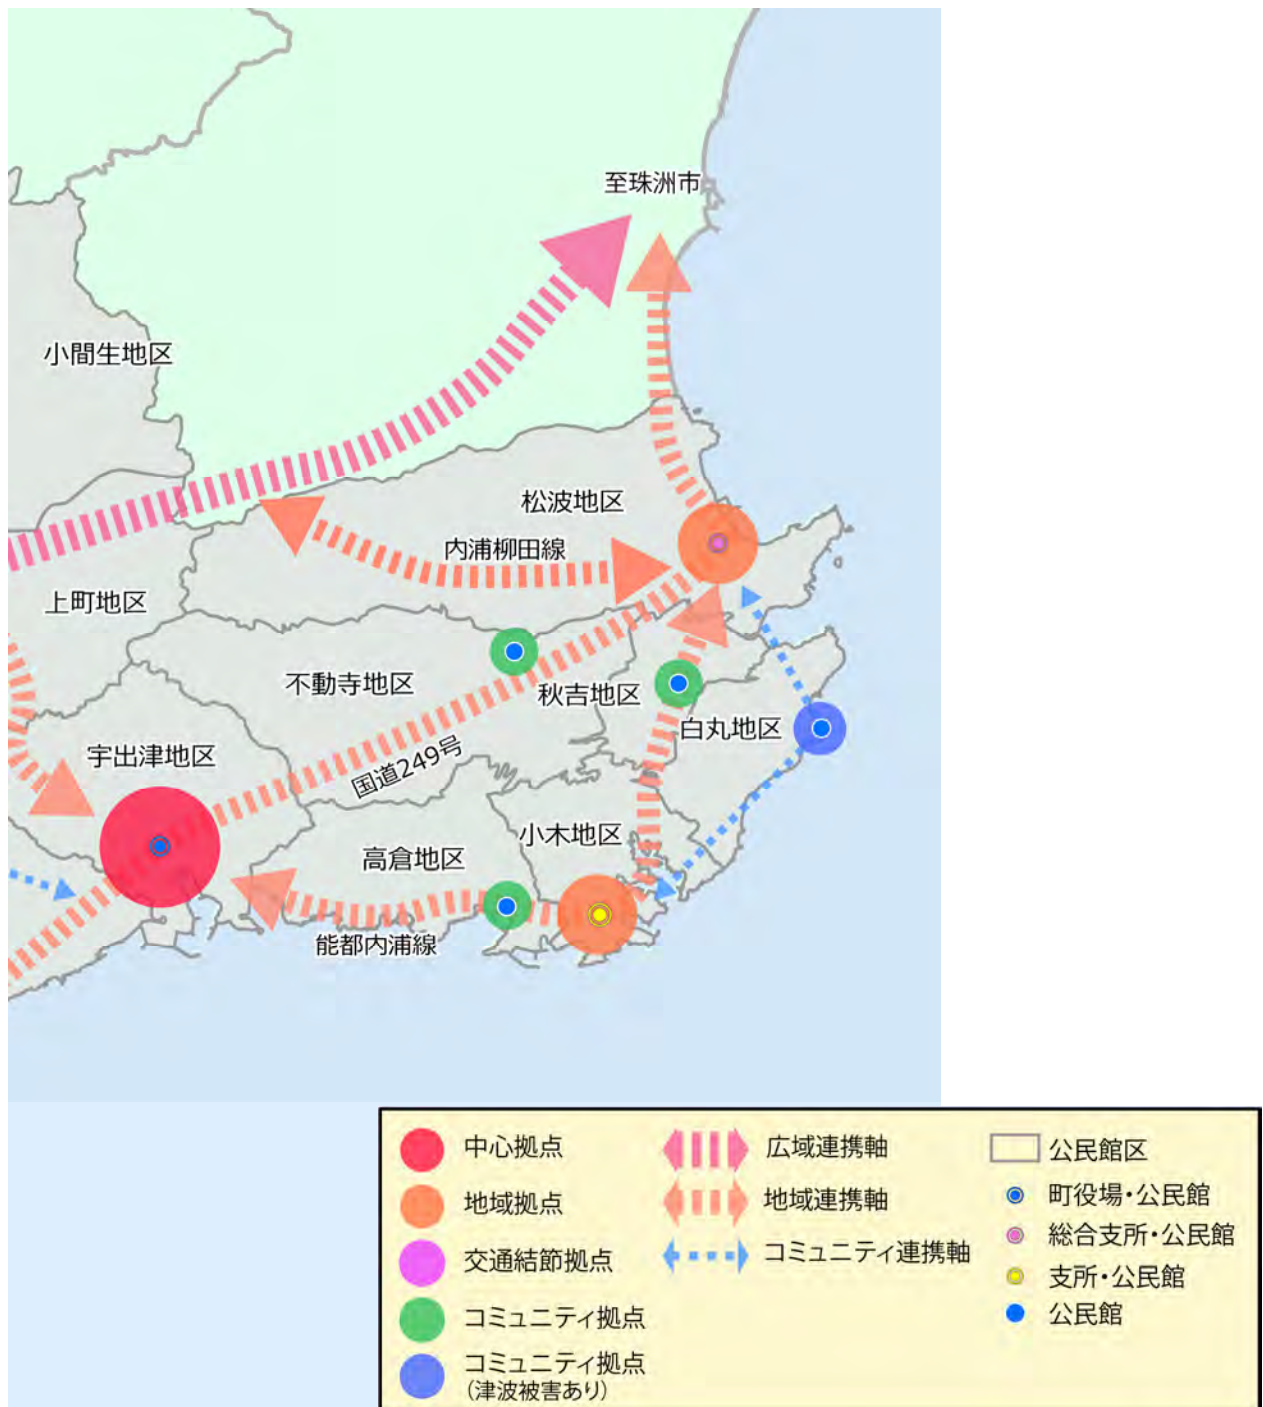 至珠洲市
小間生地区
松波地区
内浦柳田線
上町地区
不動寺地区
秋吉地区
白丸地区
宇出津地区
国道249号
小木地区
高倉地区
能都内浦線
中心拠点
地域拠点
交通結節拠点
コミュニティ拠点
コミュニティ拠点
(津波被害あり)
広域連携軸
地域連携軸
コミュニティ連携軸
公民館区
町役場・公民館
総合支所・公民館
支所・公民館
公民館